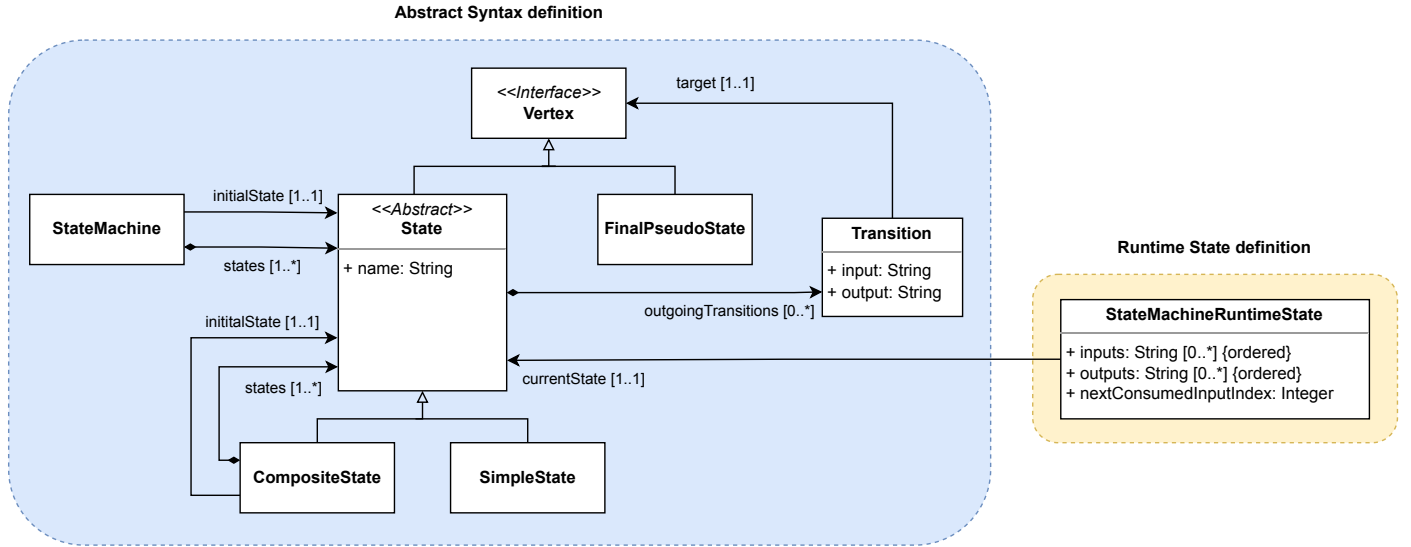 Abstract Syntax definition
<<Interface>>
Vertex
target [1..1]
StateMachine
initialState [1..1]
states [1..*]
<<Abstract>>
State
+ name: String
FinalPseudoState
Transition
+ input: String
+ output: String
outgoingTransitions [0..*]
inititalState [1..1]
states [1..*]
currentState [1..1]
CompositeState
SimpleState
Runtime State definition
StateMachineRuntimeState
+ inputs: String [0..*] {ordered}
+ outputs: String [0..*] {ordered}
+ nextConsumedInputIndex: Integer